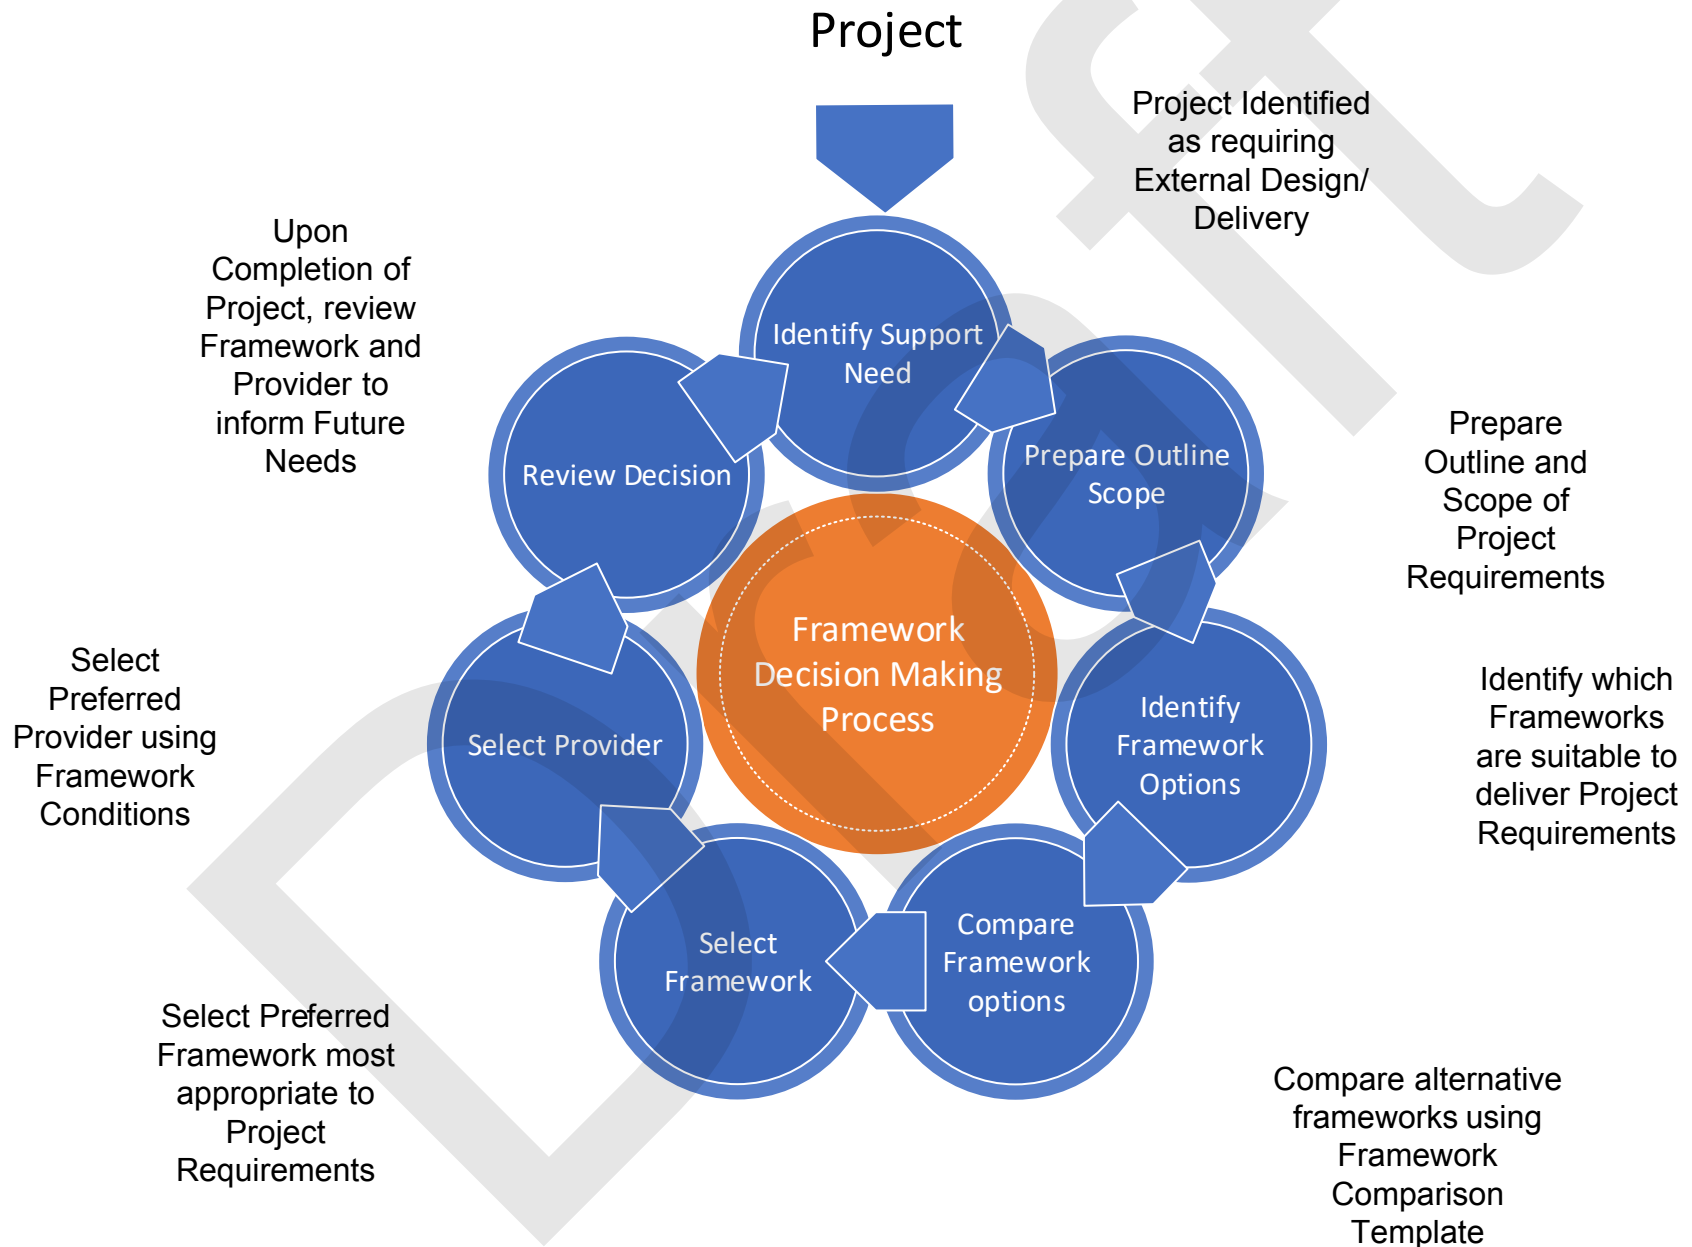 Project
Project Identified
as requiring
External Design/
Delivery
Upon
Completion of
Project, review
Framework and
Provider to
inform Future
Needs
Identify Support
Need
Prepare Outline
Scope
Review Decision
Prepare
Outline and
Scope of
Project
Requirements
Framework
Decision Making
Process
Select
Preferred
Provider using
Framework
Conditions
Select Provider
Identify
Framework
Options
Identify which
Frameworks
are suitable to
deliver Project
Requirements
Select
Framework
Compare
Framework
options
Select Preferred
Framework most
appropriate to
Project
Requirements
Compare alternative
frameworks using
Framework
Comparison
Template
Draft